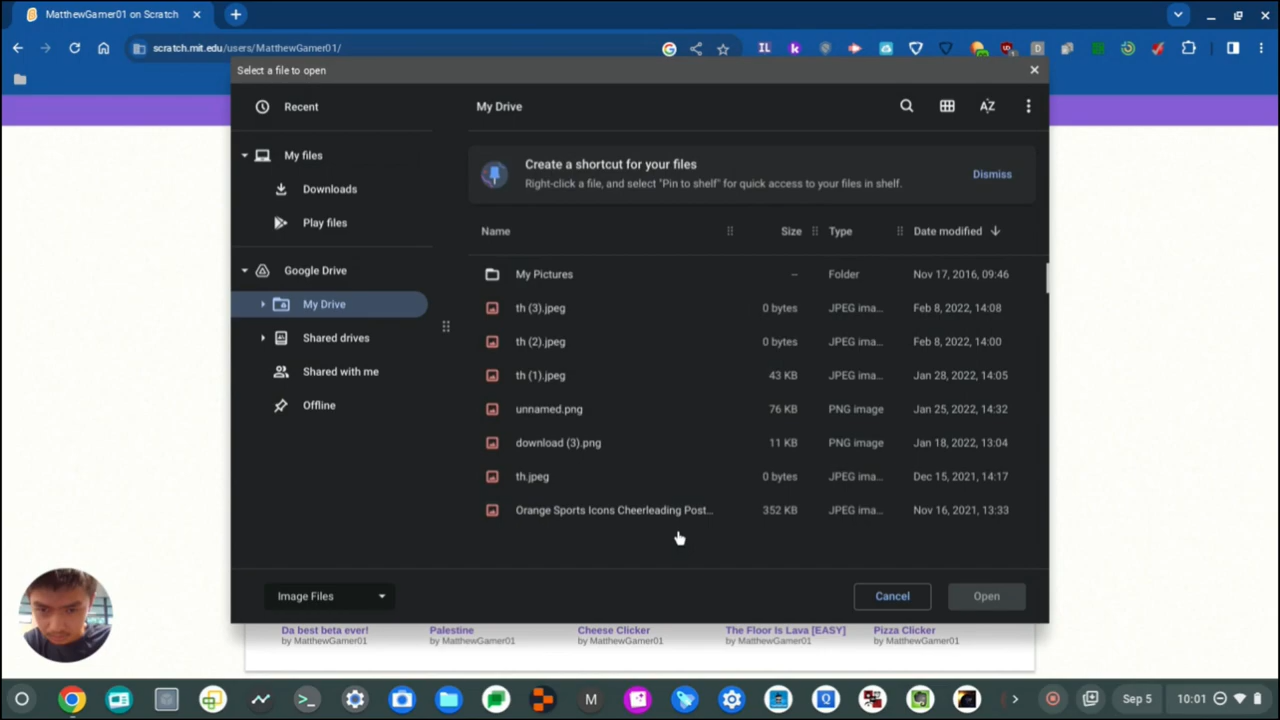 MatthewGamer01 on Scratch
scratch.mit.edu/users/MatthewGamer01/
Select a file to open
Recent
My files
Downloads
Play files
Google Drive
My Drive
Shared drives
Shared with me
Offline
My Drive
Create a shortcut for your files
Right-click a file, and select "Pin to shelf" for quick access to your files in shelf.
Dismiss
Name Size Type Date modified
My Pictures – Folder Nov 17, 2016, 09:46
th (3).jpeg 0 bytes JPEG ima... Feb 8, 2022, 14:08
th (2).jpeg 0 bytes JPEG ima... Feb 8, 2022, 14:00
th (1).jpeg 43 KB JPEG ima... Jan 28, 2022, 14:05
unnamed.png 76 KB PNG image Jan 25, 2022, 14:32
download (3).png 11 KB PNG image Jan 18, 2022, 13:04
th.jpeg 0 bytes JPEG ima... Dec 15, 2021, 14:17
Orange Sports Icons Cheerleading Post... 352 KB JPEG ima... Nov 16, 2021, 13:33
Image Files
Cancel
Open
Da best beta ever! Palestine Cheese Clicker The Floor Is Lava [EASY] Pizza Clicker
by MatthewGamer01 by MatthewGamer01 by MatthewGamer01 by MatthewGamer01 by MatthewGamer01
Sep 5
10:01